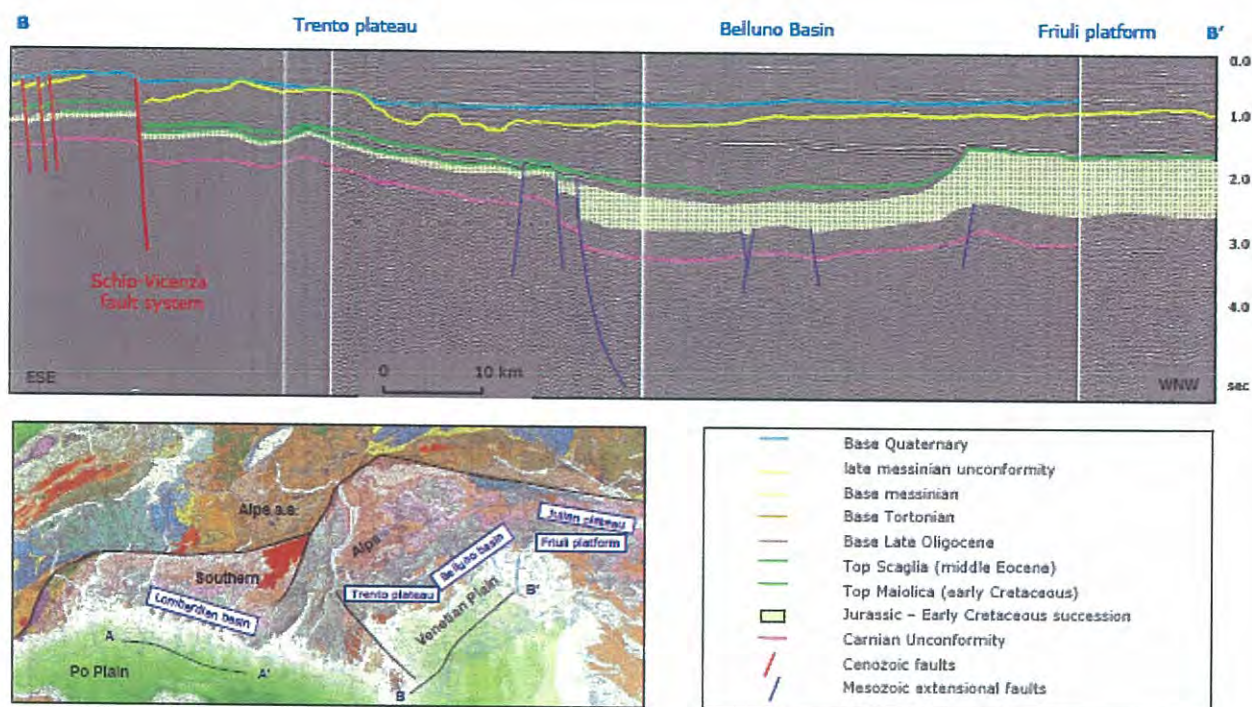 B Trento plateau Belluno Basin Friuli platform B'
0.0
1.0
2.0
3.0
4.0
sec
Schio-Vicenza
fault system
0 10 km
ESE
WNW
Alps s.s.
Southern
Alps
Lombardian basin
Trento plateau
Belluno basin
Julian plateau
Friuli platform
Venetian Plain
Po Plain
A
A'
B
B'
Base Quaternary
late messinian unconformity
Base messinian
Base Tortonian
Base Late Oligocene
Top Scaglia (middle Eocene)
Top Maiolica (early Cretaceous)
Jurassic – Early Cretaceous succession
Carnian Unconformity
Cenozoic faults
Mesozoic extensional faults